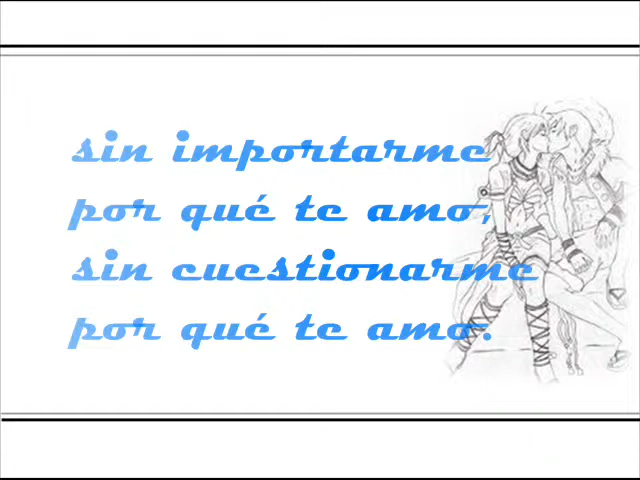 sin importarme
por qué te amo,
sin cuestionarme
por qué te amo.